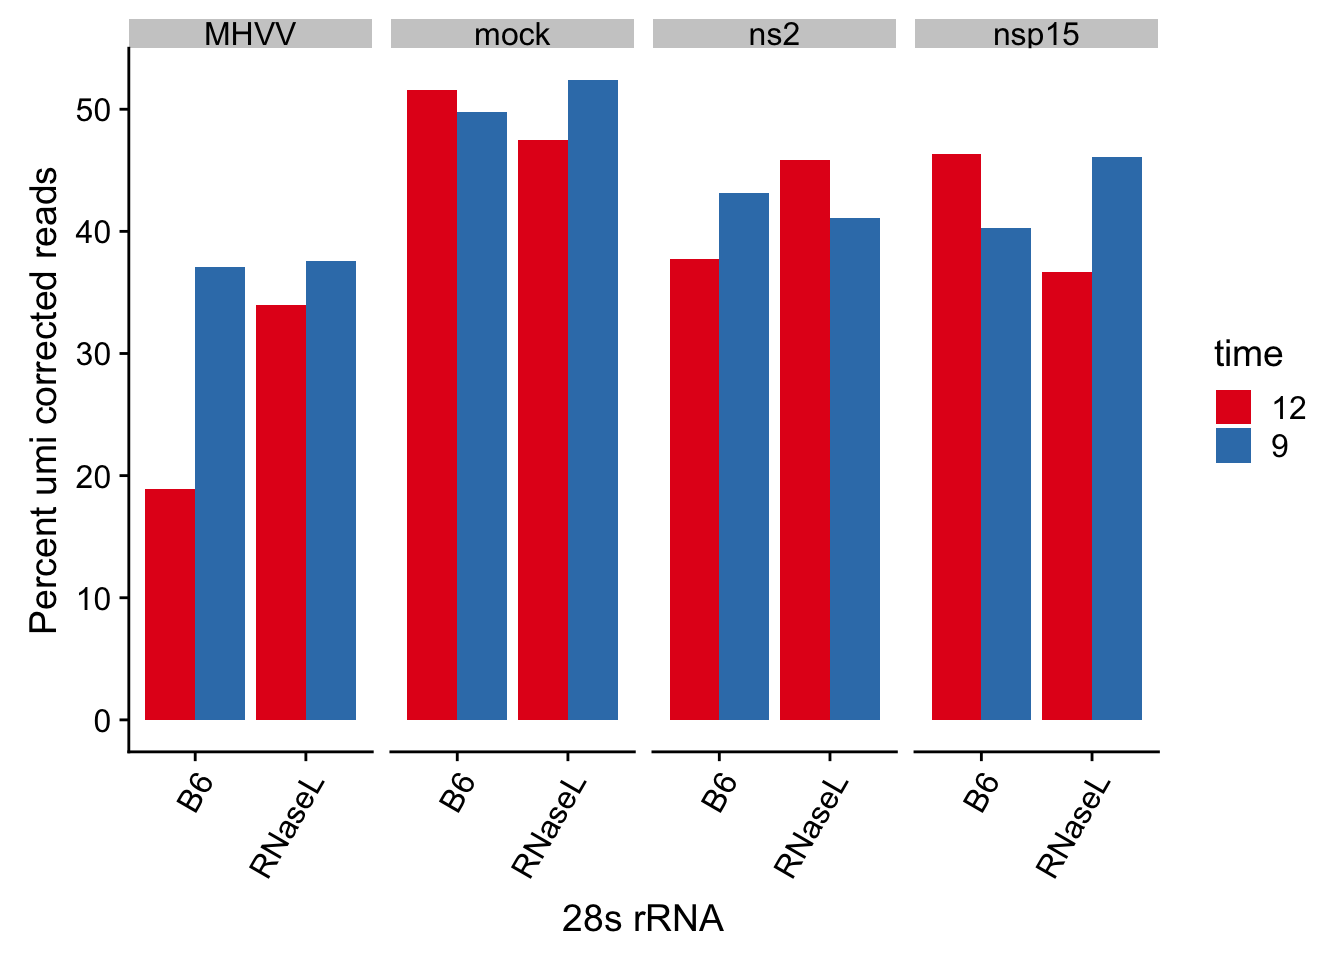 MHVV mock ns2 nsp15
Percent umi corrected reads
50
40
30
20
10
0
B6 RNaseL B6 RNaseL B6 RNaseL B6 RNaseL
28s rRNA
time
12
9